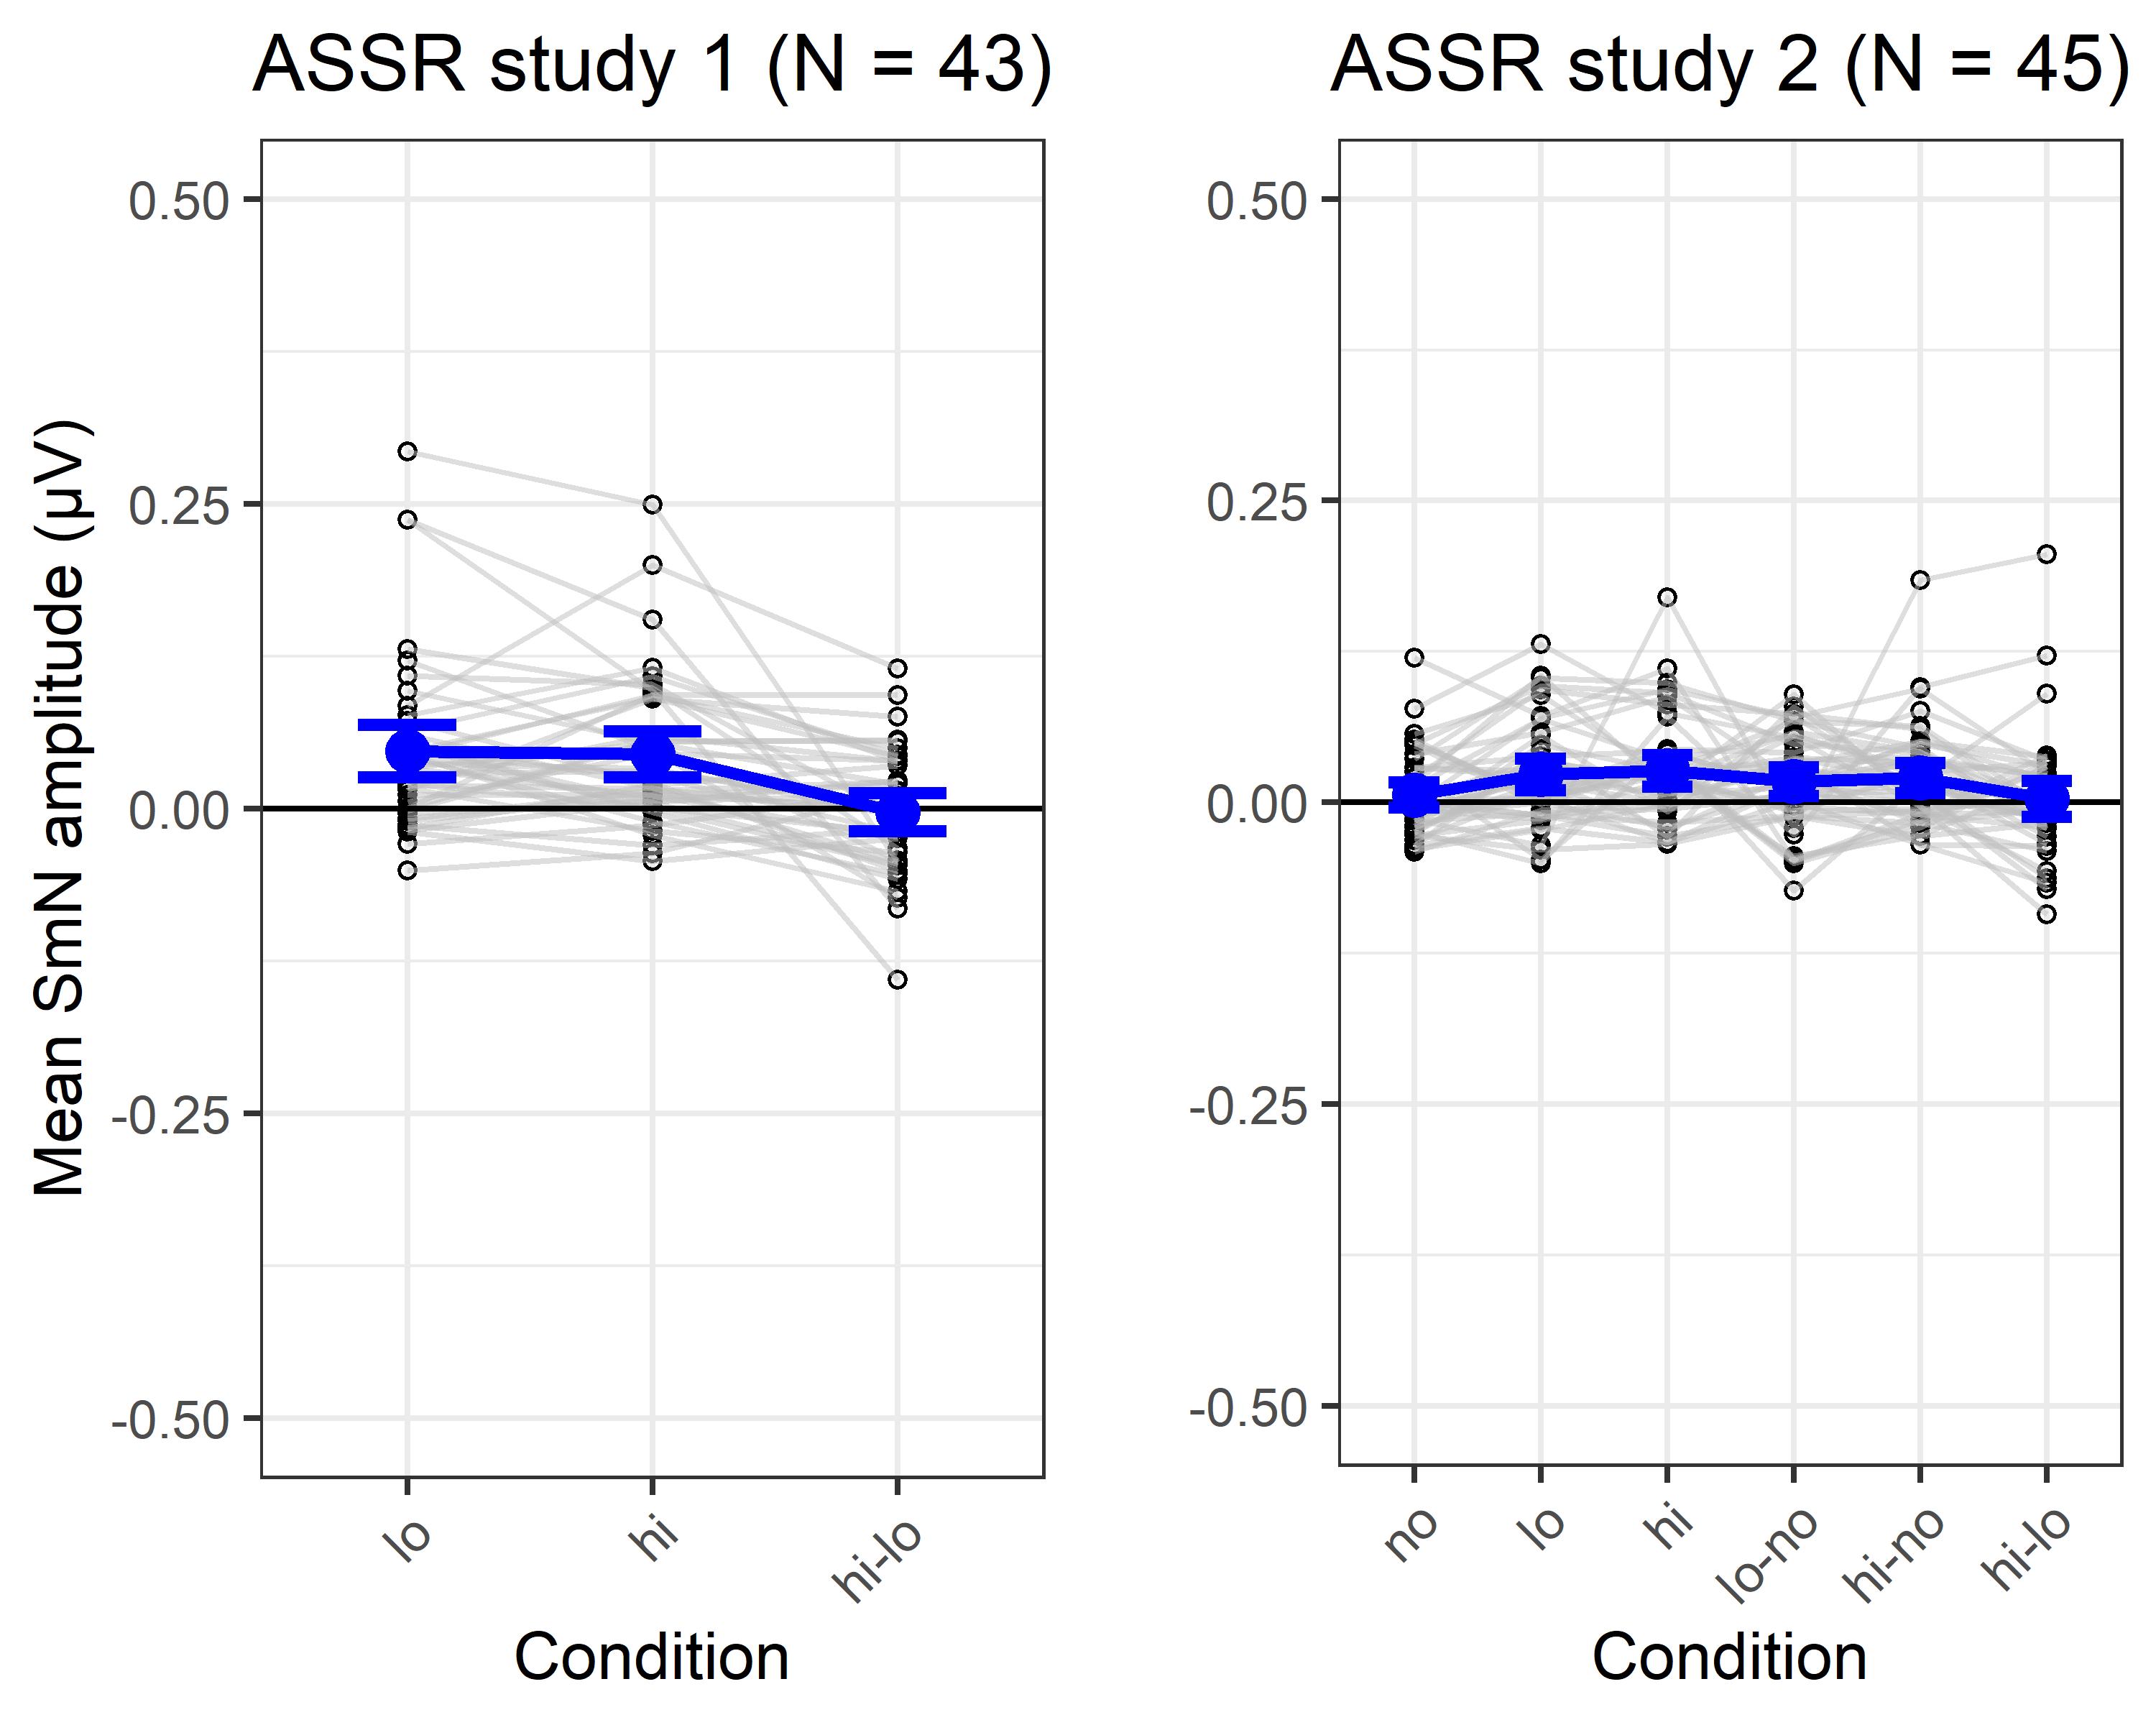 ASSR study 1 (N = 43)
Mean SmN amplitude (µV)
0.50
0.25
0.00
-0.25
-0.50
lo
hi
hi-lo
Condition
ASSR study 2 (N = 45)
0.50
0.25
0.00
-0.25
-0.50
no
lo
hi
lo-no
hi-no
hi-lo
Condition